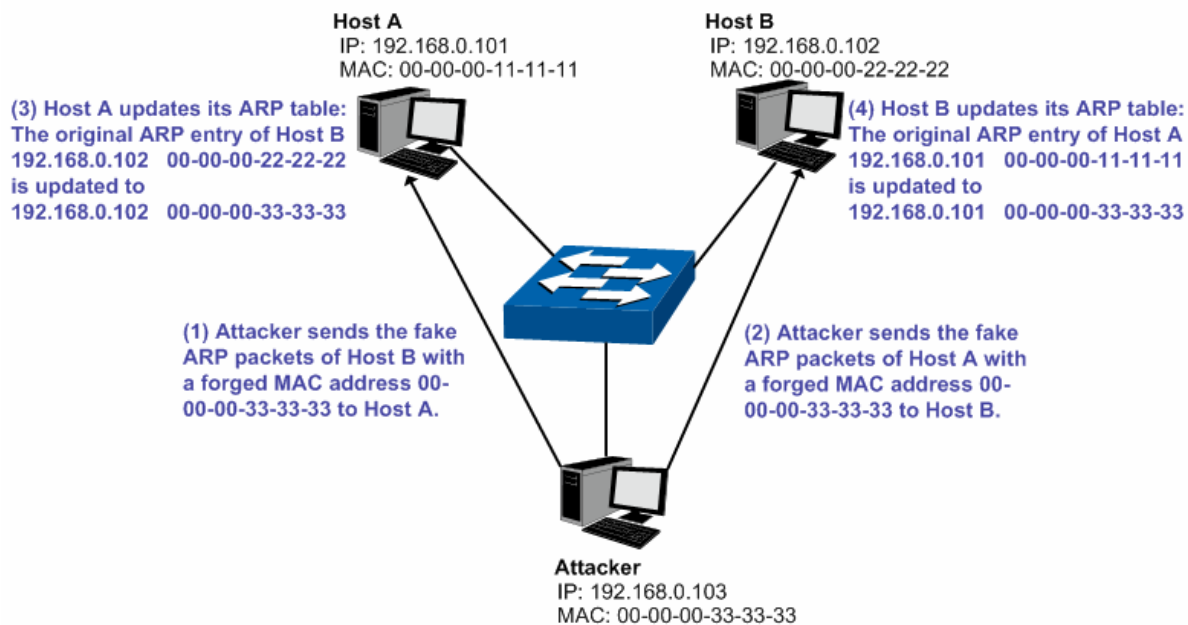 Host A
IP: 192.168.0.101
MAC: 00-00-00-11-11-11
Host B
IP: 192.168.0.102
MAC: 00-00-00-22-22-22
(3) Host A updates its ARP table:
The original ARP entry of Host B
192.168.0.102 00-00-00-22-22-22
is updated to
192.168.0.102 00-00-00-33-33-33
(4) Host B updates its ARP table:
The original ARP entry of Host A
192.168.0.101 00-00-00-11-11-11
is updated to
192.168.0.101 00-00-00-33-33-33
(1) Attacker sends the fake
ARP packets of Host B with
a forged MAC address 00-
00-00-33-33-33 to Host A.
(2) Attacker sends the fake
ARP packets of Host A with
a forged MAC address 00-
00-00-33-33-33 to Host B.
Attacker
IP: 192.168.0.103
MAC: 00-00-00-33-33-33